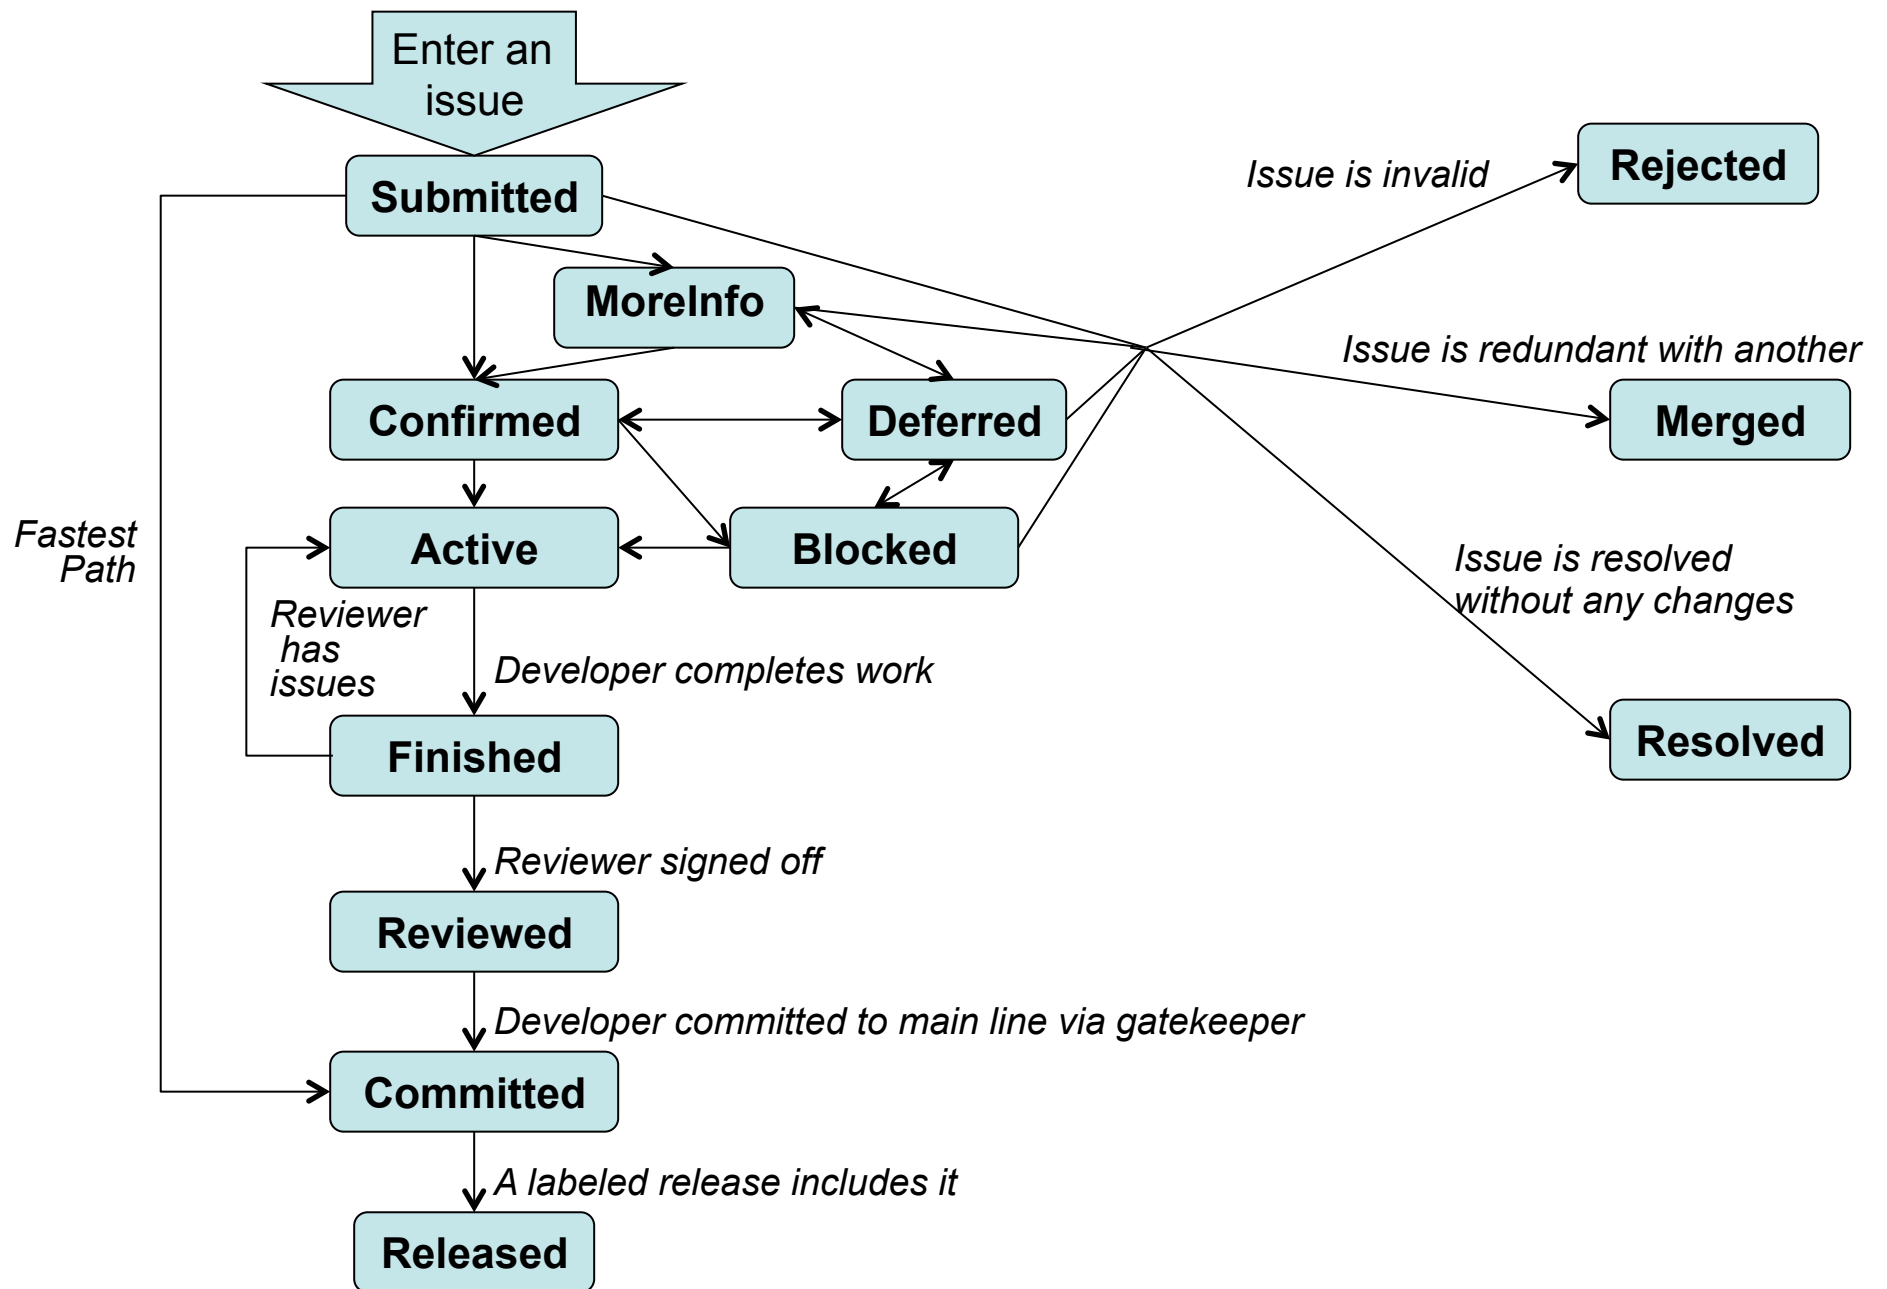 Enter an
issue
Submitted
Issue is invalid
Rejected
MoreInfo
Issue is redundant with another
Confirmed
Deferred
Merged
Fastest
Path
Active
Blocked
Issue is resolved
without any changes
Reviewer
has
issues
Developer completes work
Finished
Resolved
Reviewer signed off
Reviewed
Developer committed to main line via gatekeeper
Committed
A labeled release includes it
Released